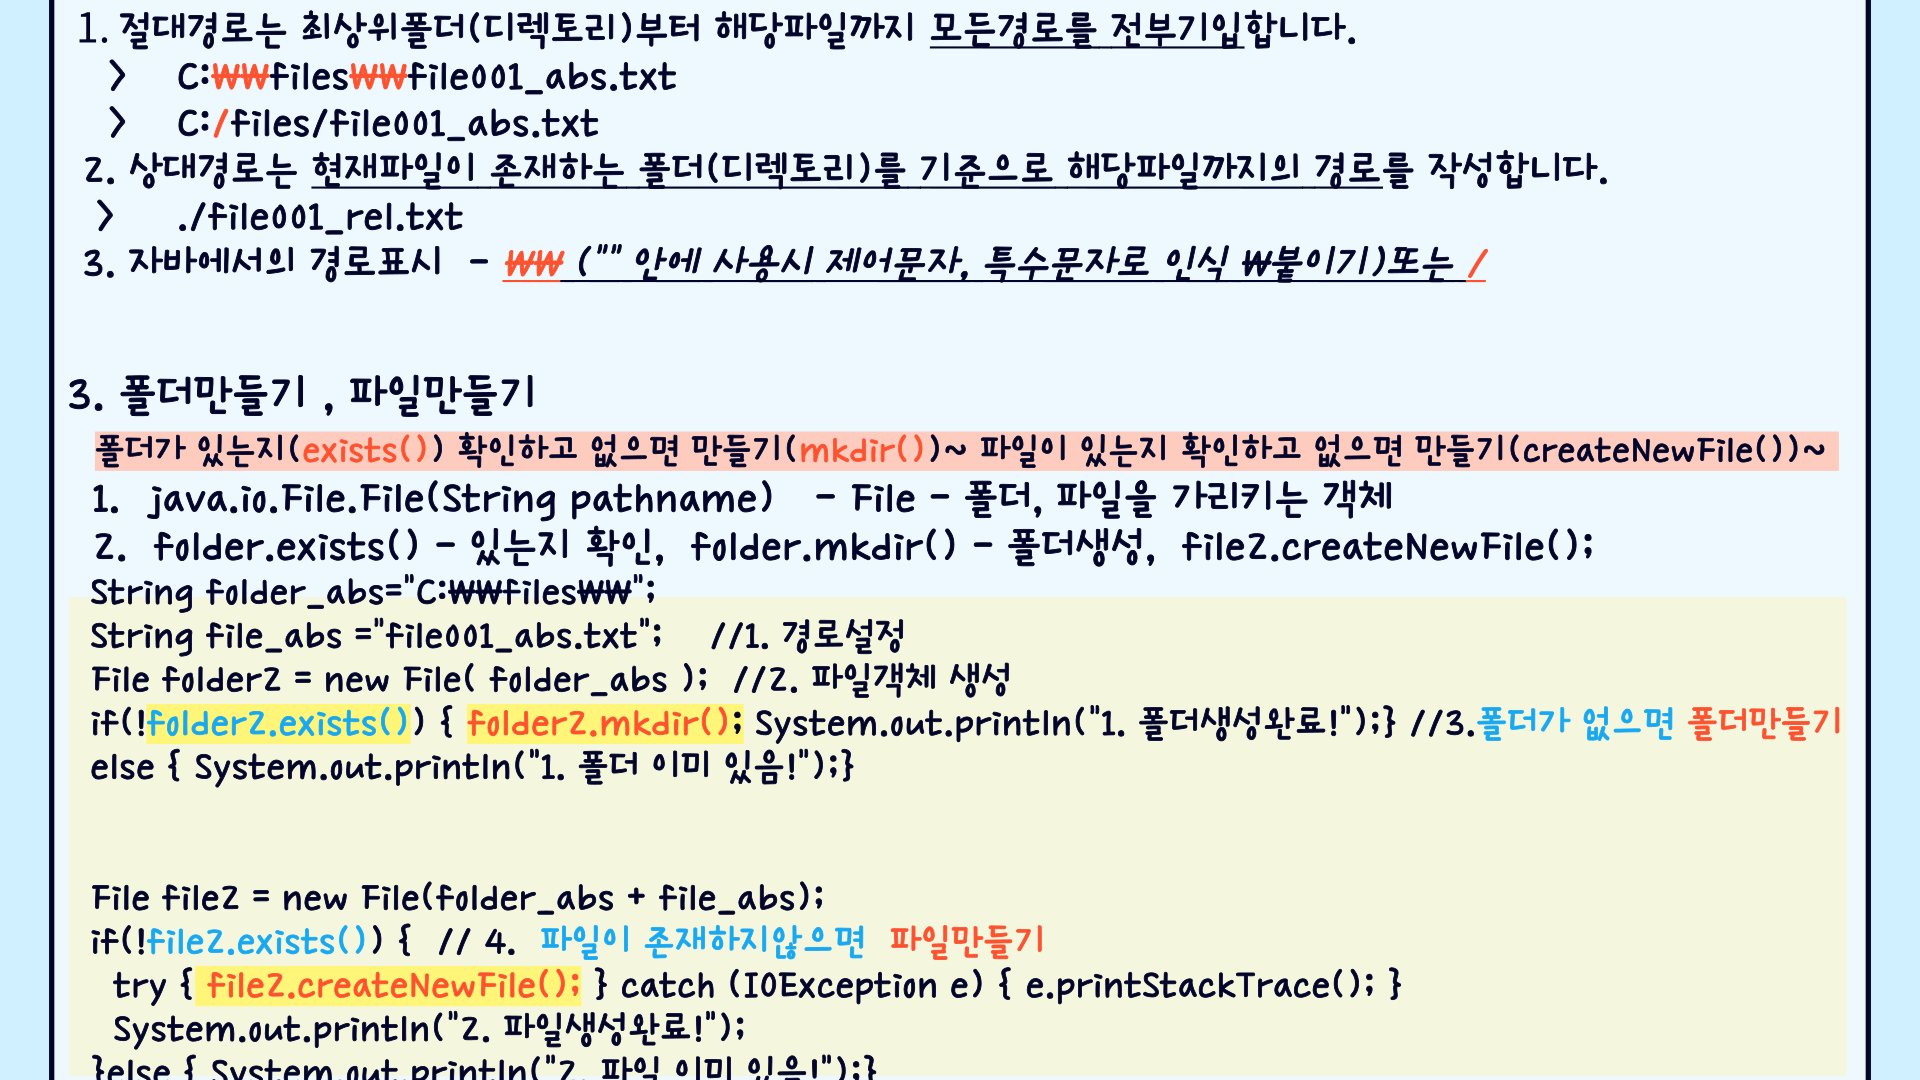 1. 절대경로는 최상위폴더(디렉토리)부터 해당파일까지 모든경로를 전부기입합니다.
> C:₩₩files₩₩file001_abs.txt
> C:/files/file001_abs.txt
2. 상대경로는 현재파일이 존재하는 폴더(디렉토리)를 기준으로 해당파일까지의 경로를 작성합니다.
> ./file001_rel.txt
3. 자바에서의 경로표시 - ₩₩ ("" 안에 사용시 제어문자, 특수문자로 인식 ₩붙이기)또는 /
3. 폴더만들기 , 파일만들기
폴더가 있는지(exists()) 확인하고 없으면 만들기(mkdir())~ 파일이 있는지 확인하고 없으면 만들기(createNewFile())~
1. java.io.File.File(String pathname) - File - 폴더, 파일을 가리키는 객체
2. folder.exists() - 있는지 확인, folder.mkdir() - 폴더생성, file2.createNewFile();
String folder_abs="C:₩₩files₩₩";
String file_abs ="file001_abs.txt"; //1. 경로설정
File folder2 = new File( folder_abs ); //2. 파일객체 생성
if(!folder2.exists()) { folder2.mkdir(); System.out.println("1. 폴더생성완료!");} //3.폴더가 없으면 폴더만들기
else { System.out.println("1. 폴더 이미 있음!");}
File file2 = new File(folder_abs + file_abs);
if(!file2.exists()) { // 4. 파일이 존재하지않으면 파일만들기
try { file2.createNewFile(); } catch (IOException e) { e.printStackTrace(); }
System.out.println("2. 파일생성완료!");
}else { System.out.println("2. 파일 이미 있음!");}